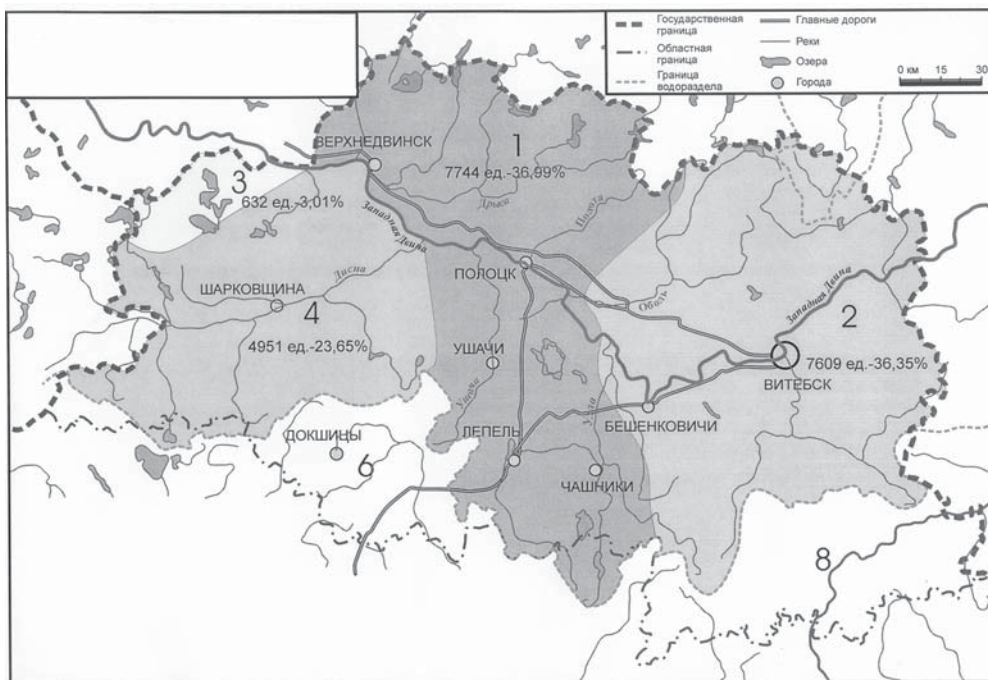 Государственная
граница
Областная
граница
Граница
водораздела
Главные дороги
Реки
Озера
Города
0 км 15 30
ВЕРХНЕДВИНСК
1
7744 ед.-36,99%
3
632 ед.-3,01%
Дрыса
Западная Двина
ПОЛОЦК
Дисна
ШАРКОВЩИНА
4
4951 ед.-23,65%
Оболь
Западная Двина
2
7609 ед.-36,35%
ВИТЕБСК
УШАЧИ
Ушача
Улла
БЕШЕНКОВИЧИ
ЛЕПЕЛЬ
ДОКШИЦЫ
6
ЧАШНИКИ
8